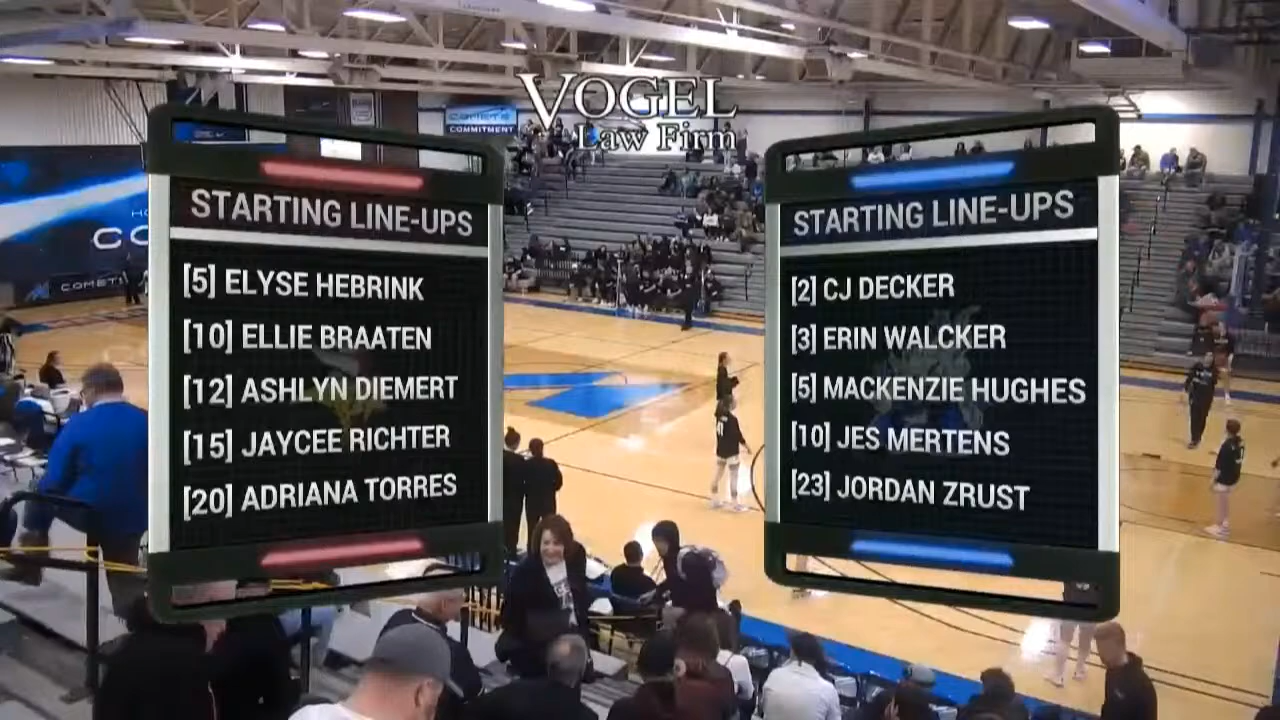 VOGEL
Law Firm
COMETS
COMMITMENT
STARTING LINE-UPS
[5] ELYSE HEBRINK
[10] ELLIE BRAATEN
[12] ASHLYN DIEMERT
[15] JAYCEE RICHTER
[20] ADRIANA TORRES
STARTING LINE-UPS
[2] CJ DECKER
[3] ERIN WALCKER
[5] MACKENZIE HUGHES
[10] JES MERTENS
[23] JORDAN ZRUST